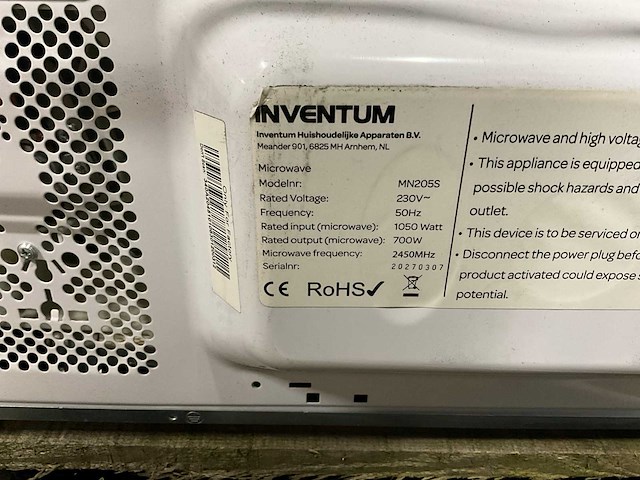 INVENTUM
Inventum Huishoudelijke Apparaten B.V.
Meander 901, 6825 MH Arnhem, NL
Microwave
Modelnr: MN205S
Rated Voltage: 230V~
Frequency: 50Hz
Rated input (microwave): 1050 Watt
Rated output (microwave): 700W
Microwave frequency: 2450MHz
Serialnr: 20270307
CE RoHS✓
• Microwave and high
• This appliance is equipped
possible shock hazards and
outlet.
• This device is to be serviced
• Disconnect the power plug
product activated could expose
potential.